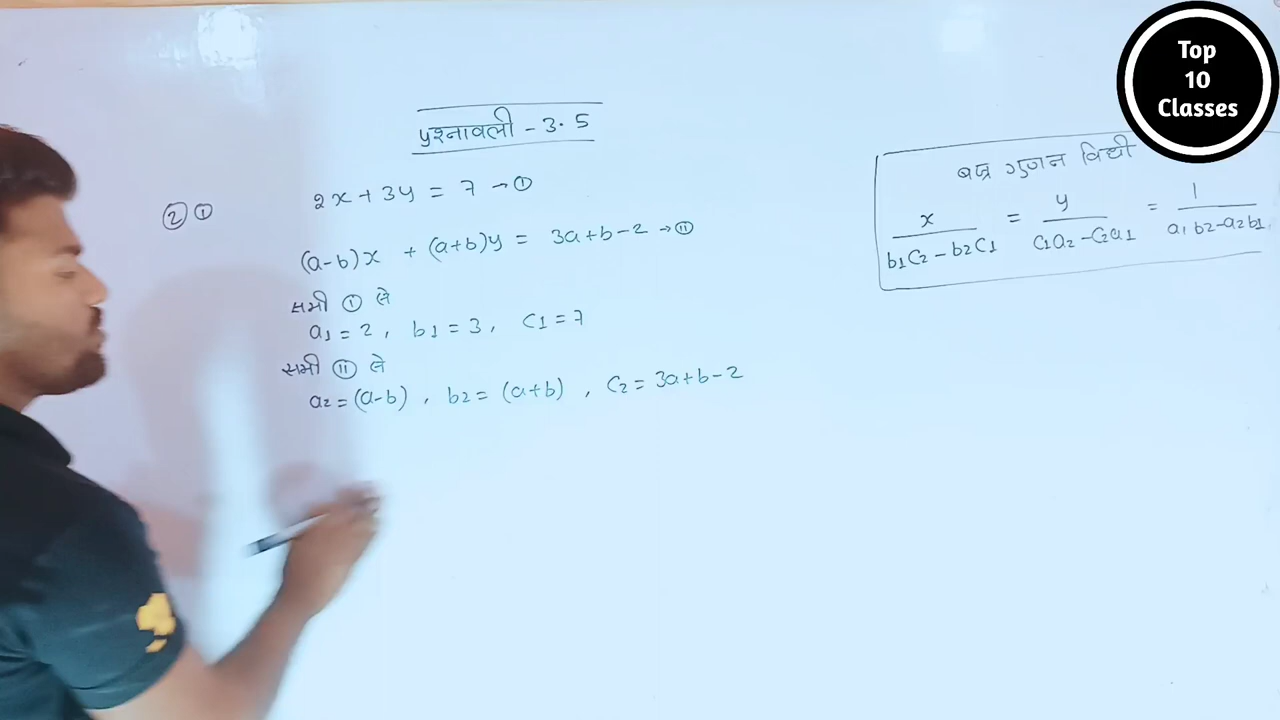 Top
10
Classes
प्रश्नावली - 3.5
② ① 2x + 3y = 7 → ①
(a-b)x + (a+b)y = 3a+b-2 → ⑪
समी ① से
a1 = 2, b1 = 3, c1 = 7
समी ⑪ से
a2 = (a-b), b2 = (a+b), c2 = 3a+b-2
बज्र गुणन विधी
x/(b1c2 - b2c1) = y/(c1a2 - c2a1) = 1/(a1b2 - a2b1)